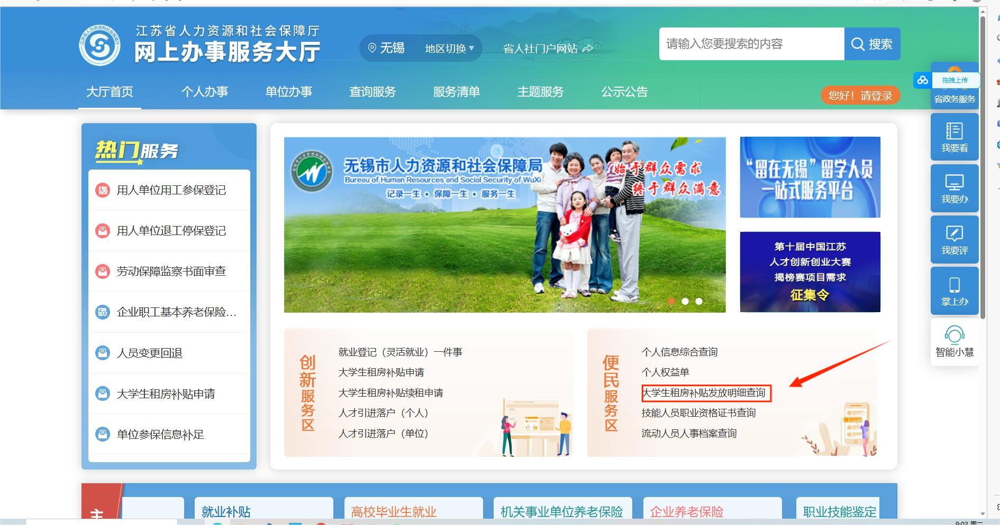 江苏省人力资源和社会保障厅
网上办事服务大厅
无锡 地区切换 省人社门户网站
请输入您要搜索的内容 搜索
大厅首页 个人办事 单位办事 查询服务 服务清单 主题服务 公示公告
您好！请登录
拖拽上传
省政务服务
我要看
我要办
我要评
掌上办
智能小慧
热门服务
用人单位用工参保登记
用人单位退工停保登记
劳动保障监察书面审查
企业职工基本养老保险...
人员变更回退
大学生租房补贴申请
单位参保信息补足
无锡市人力资源和社会保障局
Bureau of Human Resources and Social Security of WuXi
记录一生 • 保障一生 • 服务一生
始于群众需求
终于群众满意
“留在无锡”留学人员
一站式服务平台
第十届中国江苏
人才创新创业大赛
揭榜赛项目需求
征集令
创新服务区
就业登记（灵活就业）一件事
大学生租房补贴申请
大学生租房补贴续租申请
人才引进落户（个人）
人才引进落户（单位）
便民服务区
个人信息综合查询
个人权益单
大学生租房补贴发放明细查询
技能人员职业资格证书查询
流动人员人事档案查询
主
就业补贴
高校毕业生就业
机关事业单位养老保险
企业养老保险
职业技能鉴定